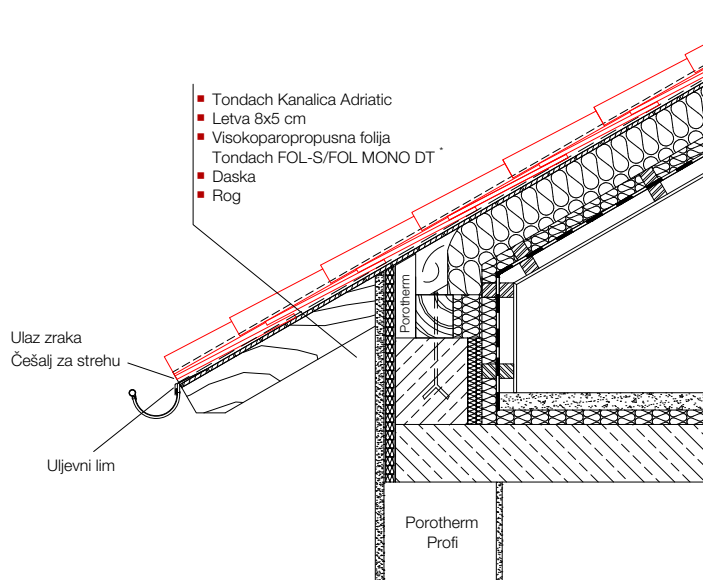 Tondach Kanalica Adriatic
Letva 8x5 cm
Visokoparopropusna folija
Tondach FOL-S/FOL MONO DT *
Daska
Rog
Porotherm
Ulaz zraka
Češalj za strehu
Uljevni lim
Porotherm
Profi